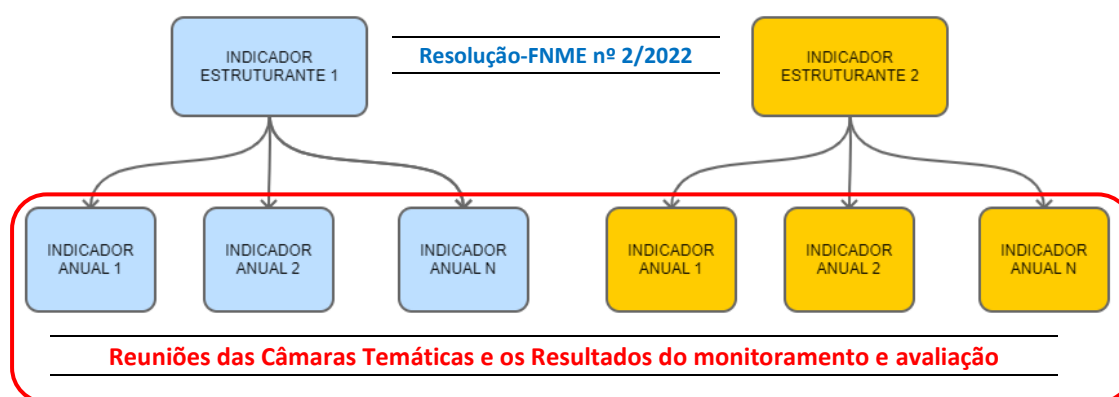 INDICADOR
ESTRUTURANTE 1
Resolução-FNME nº 2/2022
INDICADOR
ESTRUTURANTE 2
INDICADOR
ANUAL 1
INDICADOR
ANUAL 2
INDICADOR
ANUAL N
INDICADOR
ANUAL 1
INDICADOR
ANUAL 2
INDICADOR
ANUAL N
Reuniões das Câmaras Temáticas e os Resultados do monitoramento e avaliação